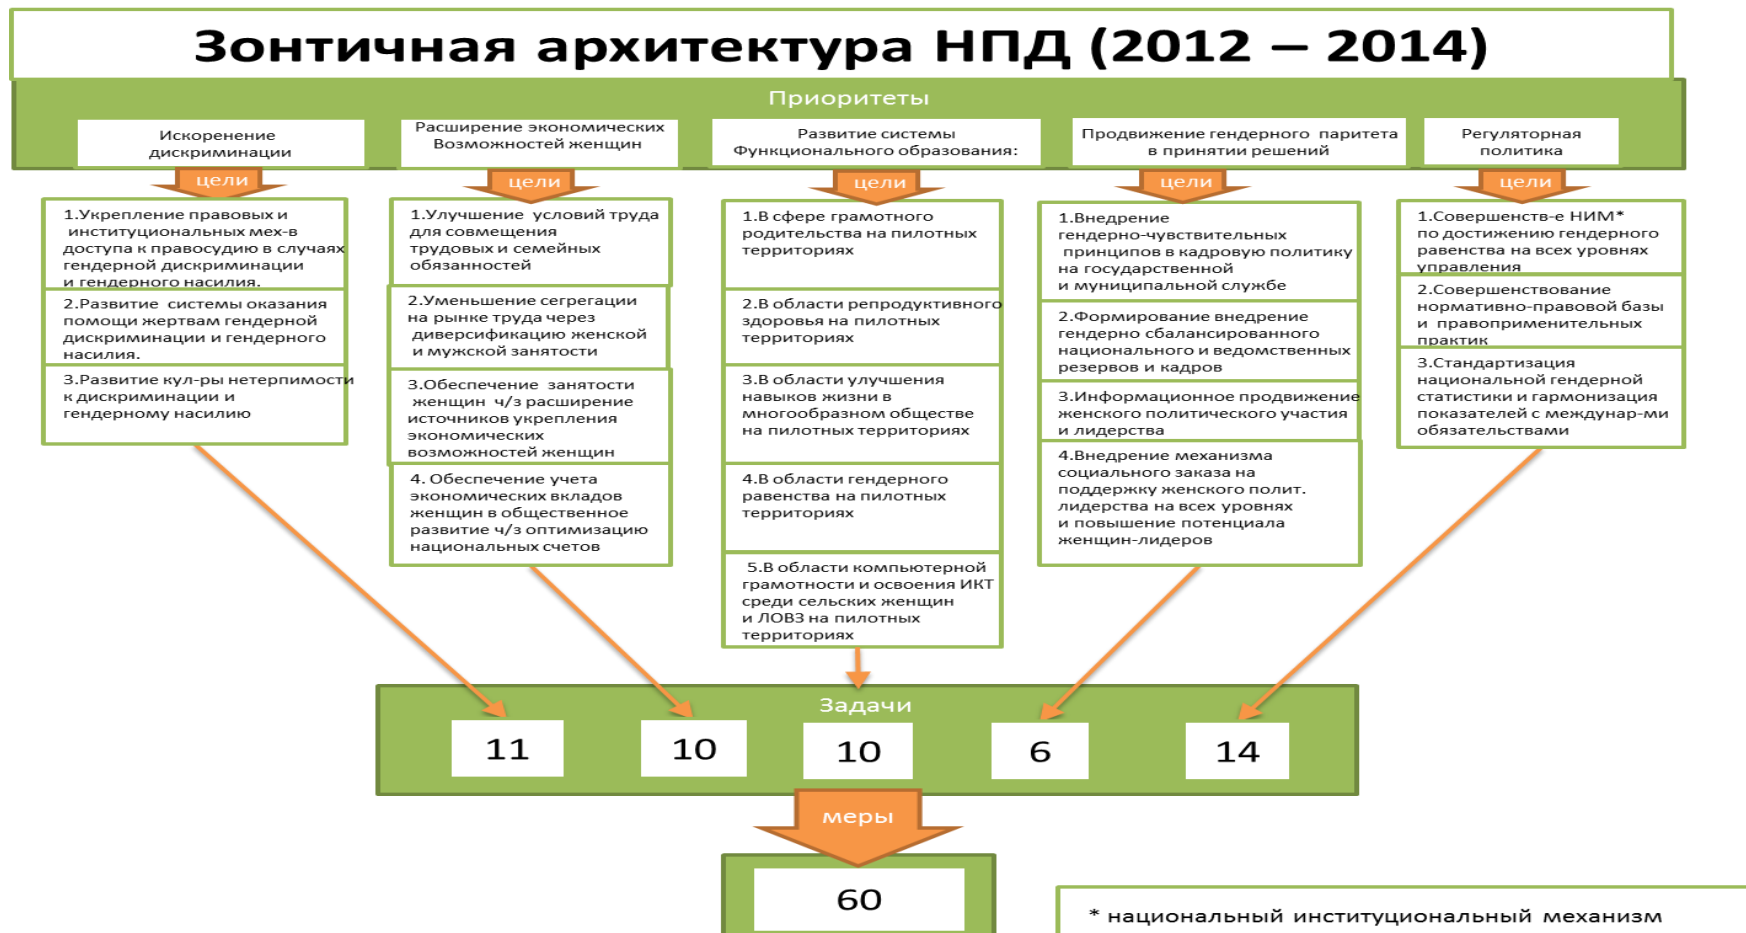 Зонтичная архитектура НПД (2012 – 2014)
Приоритеты
Искоренение
дискриминации
Расширение экономических
Возможностей женщин
Развитие системы
Функционального образования:
Продвижение гендерного паритета
в принятии решений
Регуляторная
политика
цели
цели
цели
цели
цели
1.Укрепление правовых и
институциональных мех-в
доступа к правосудию в случаях
гендерной дискриминации
и гендерного насилия.
2.Развитие системы оказания
помощи жертвам гендерной
дискриминации и гендерного
насилия.
3.Развитие кул-ры нетерпимости
к дискриминации и
гендерному насилию
1.Улучшение условий труда
для совмещения
трудовых и семейных
обязанностей
2.Уменьшение сегрегации
на рынке труда через
диверсификацию женской
и мужской занятости
3.Обеспечение занятости
женщин ч/з расширение
источников укрепления
экономических
возможностей женщин
4. Обеспечение учета
экономических вкладов
женщин в общественное
развитие ч/з оптимизацию
национальных счетов
1.В сфере грамотного
родительства на пилотных
территориях
2.В области репродуктивного
здоровья на пилотных
территориях
3.В области улучшения
навыков жизни в
многообразном обществе
на пилотных территориях
4.В области гендерного
равенства на пилотных
территориях
5.В области компьютерной
грамотности и освоения ИКТ
среди сельских женщин
и ЛОВЗ на пилотных
территориях
1.Внедрение
гендерно-чувствительных
принципов в кадровую политику
на государственной
и муниципальной службе
2.Формирование внедрение
гендерно сбалансированного
национального и ведомственных
резервов и кадров
3.Информационное продвижение
женского политического участия
и лидерства
4.Внедрение механизма
социального заказа на
поддержку женского полит.
лидерства на всех уровнях
и повышение потенциала
женщин-лидеров
1.Совершенств-е НИМ*
по достижению гендерного
равенства на всех уровнях
управления
2.Совершенствование
нормативно-правовой базы
и правоприменительных
практик
3.Стандартизация
национальной гендерной
статистики и гармонизация
показателей с междунар-ми
обязательствами
Задачи
11
10
10
6
14
меры
60
* национальный институциональный механизм